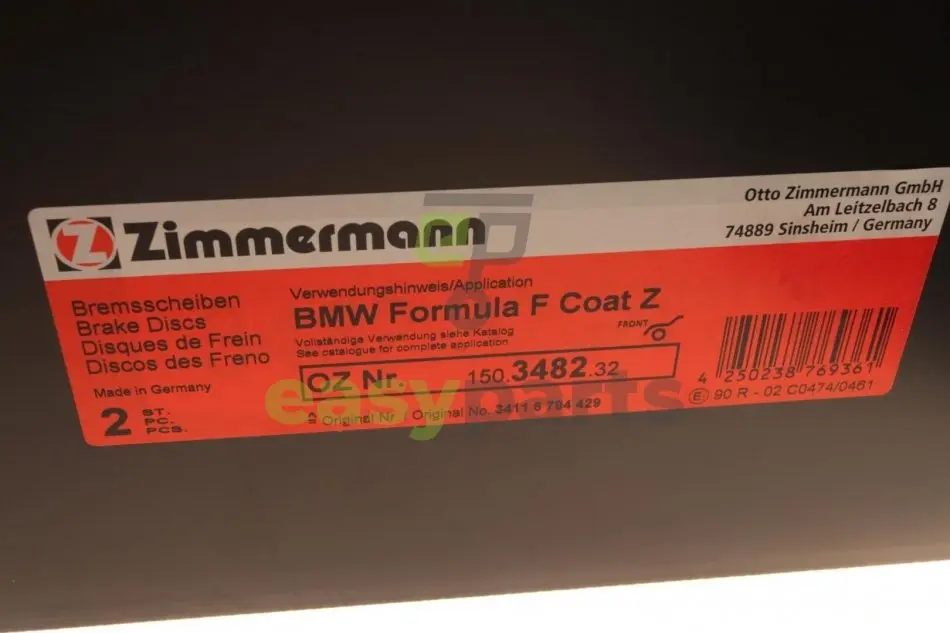 Zimmermann
Otto Zimmermann GmbH
Am Leitzelbach 8
74889 Sinsheim / Germany
Bremsscheiben
Brake Discs
Disques de Frein
Discos des Freno
Made in Germany
2 ST.
PC.
PCS.
Verwendungshinweis/Application
BMW Formula F Coat Z
Vollständige Verwendung siehe Katalog
See catalogue for complete application
FRONT
OZ Nr. 150.3482.32
≙ Original Nr. / Original No. 3411 6 794 429
4 250238 769361
E1 90 R - 02 C0474/0461
easyparts